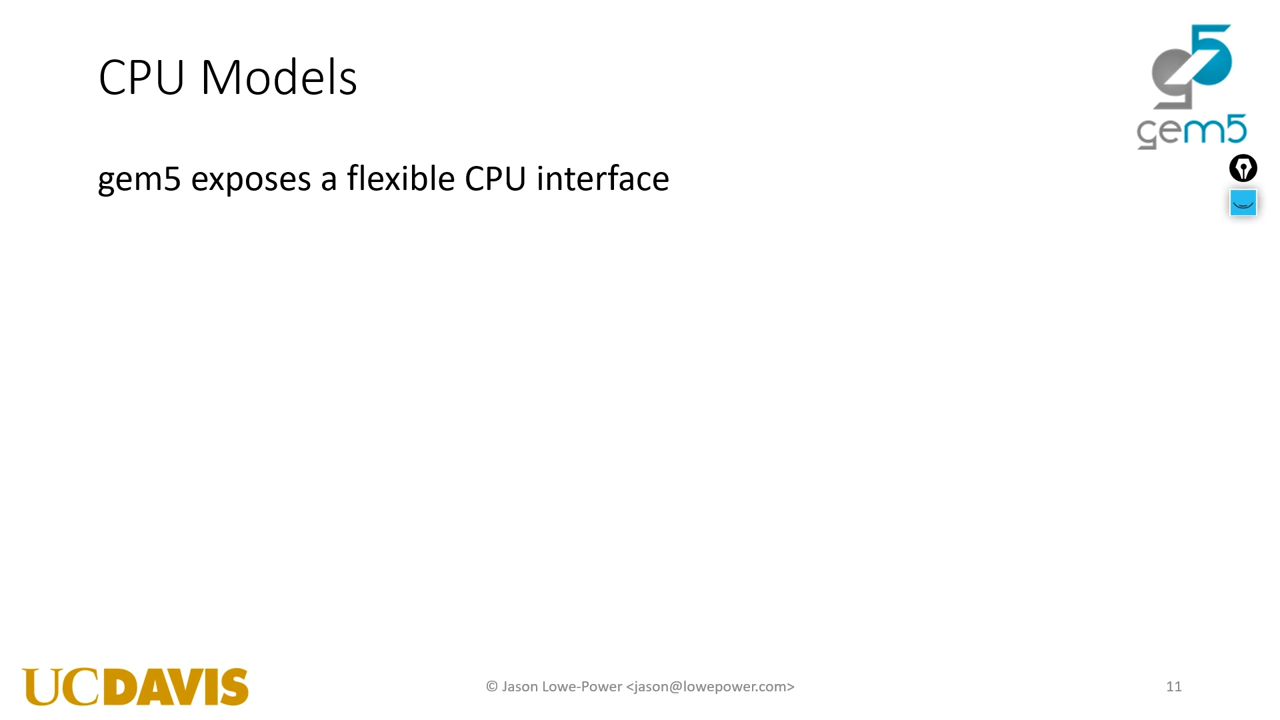 CPU Models
gem5
gem5 exposes a flexible CPU interface
UCDAVIS
© Jason Lowe-Power <jason@lowepower.com>
11